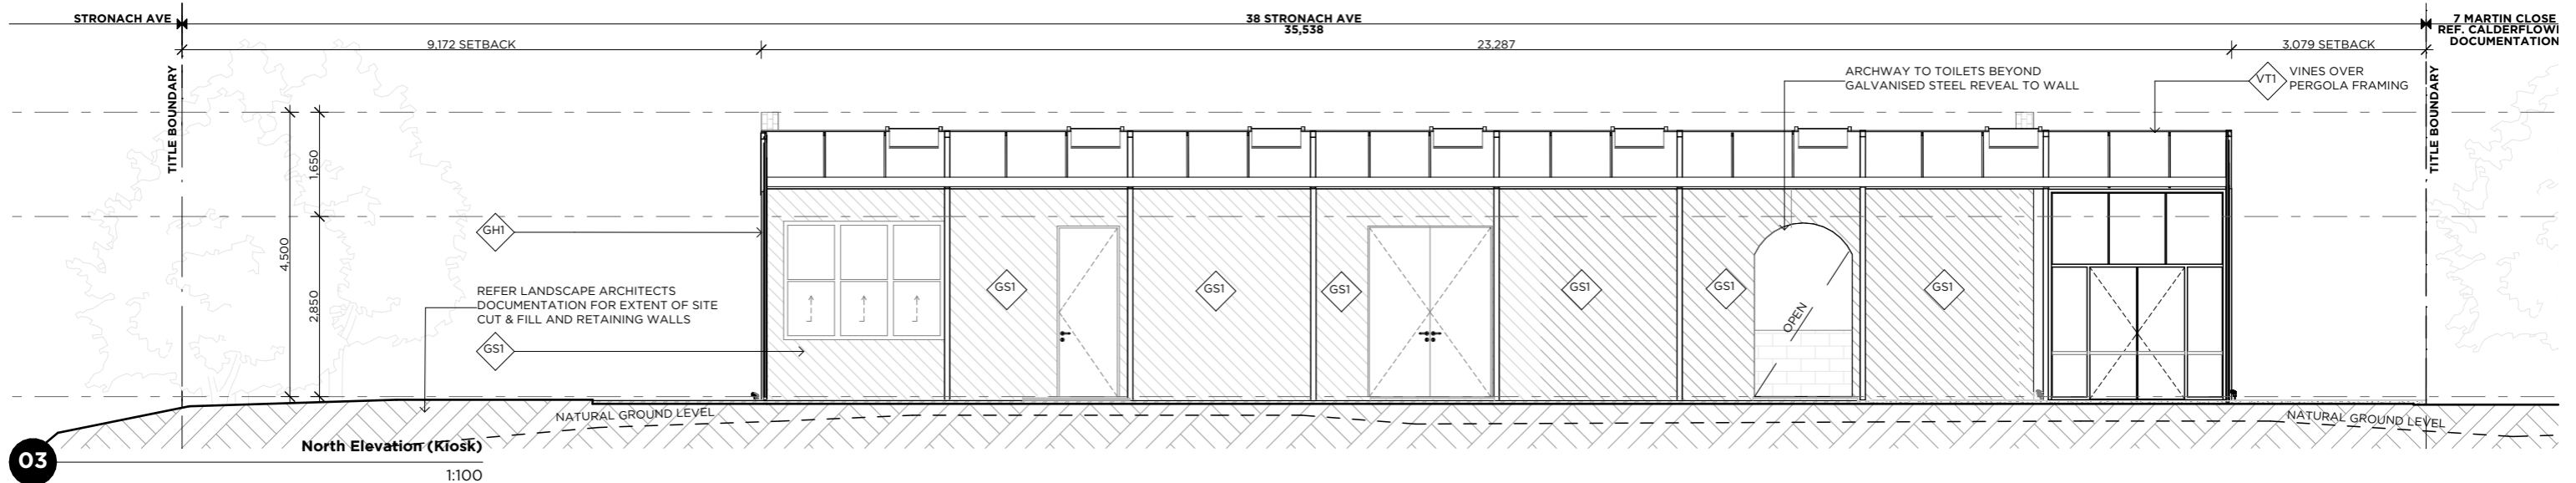 STRONACH AVE
38 STRONACH AVE
35,538
7 MARTIN CLOSE
REF. CALDERFLOWI
DOCUMENTATION
9,172 SETBACK
23,287
3,079 SETBACK
TITLE BOUNDARY
ARCHWAY TO TOILETS BEYOND
GALVANISED STEEL REVEAL TO WALL
VT1
VINES OVER
PERGOLA FRAMING
TITLE BOUNDARY
1,650
4,500
2,850
GH1
REFER LANDSCAPE ARCHITECTS
DOCUMENTATION FOR EXTENT OF SITE
CUT & FILL AND RETAINING WALLS
GS1
GS1
GS1
GS1
GS1
GS1
GS1
OPEN
NATURAL GROUND LEVEL
NATURAL GROUND LEVEL
03
North Elevation (Kiosk)
1:100